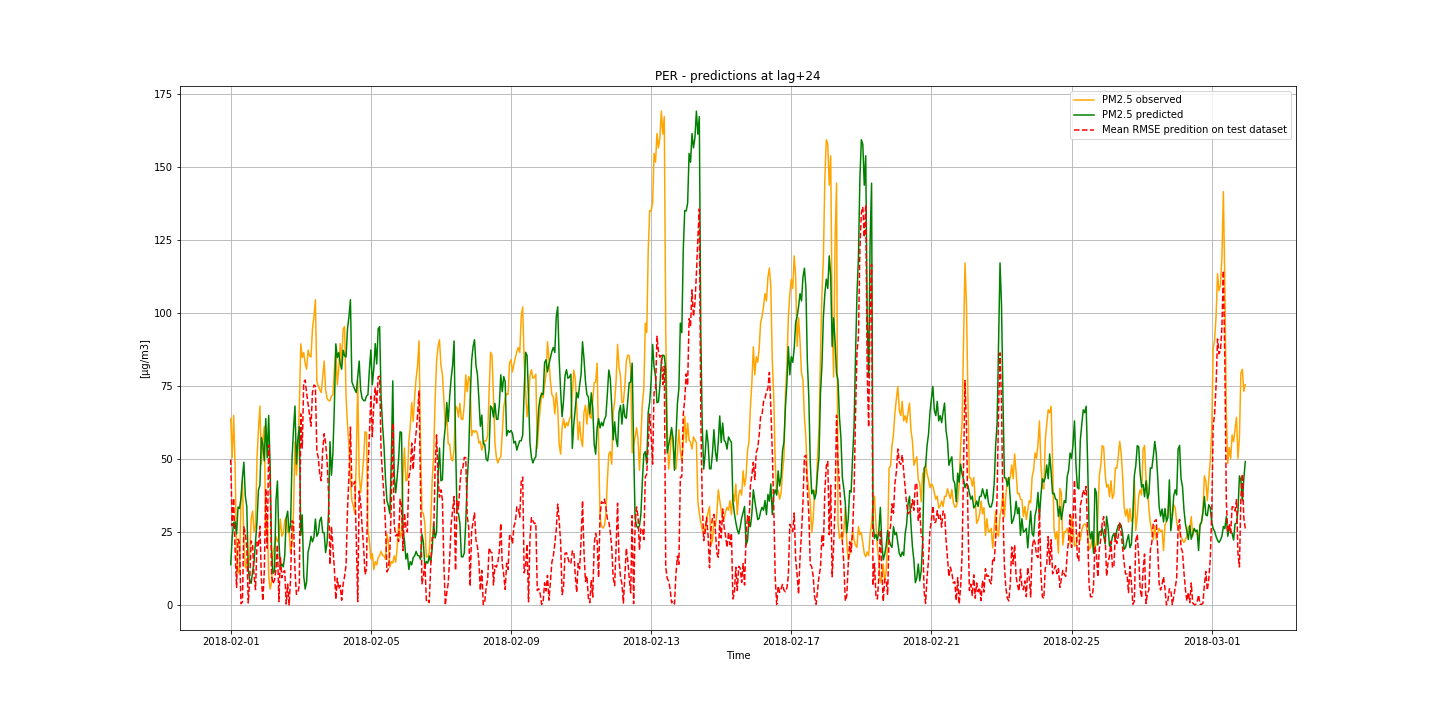 PER - predictions at lag+24
PM2.5 observed
PM2.5 predicted
Mean RMSE predition on test dataset
[µg/m3]
175
150
125
100
75
50
25
0
2018-02-01 2018-02-05 2018-02-09 2018-02-13 2018-02-17 2018-02-21 2018-02-25 2018-03-01
Time